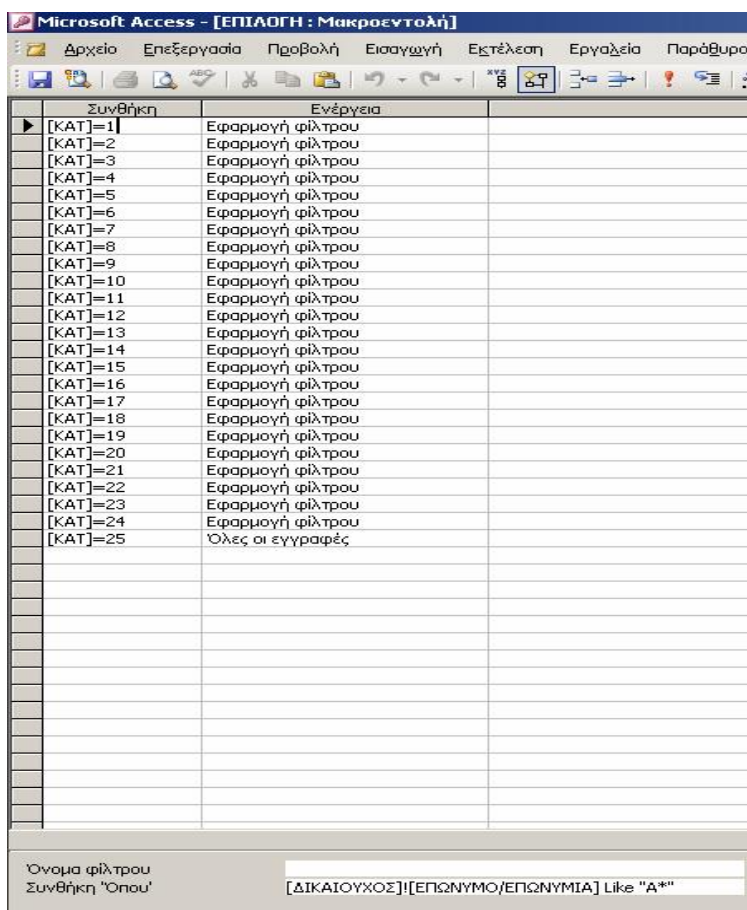 Microsoft Access - [ΕΠΙΛΟΓΗ : Μακροεντολή]
Αρχείο Επεξεργασία Προβολή Εισαγωγή Εκτέλεση Εργαλεία Παράθυρο
Συνθήκη Ενέργεια
[ΚΑΤ]=1 Εφαρμογή φίλτρου
[ΚΑΤ]=2 Εφαρμογή φίλτρου
[ΚΑΤ]=3 Εφαρμογή φίλτρου
[ΚΑΤ]=4 Εφαρμογή φίλτρου
[ΚΑΤ]=5 Εφαρμογή φίλτρου
[ΚΑΤ]=6 Εφαρμογή φίλτρου
[ΚΑΤ]=7 Εφαρμογή φίλτρου
[ΚΑΤ]=8 Εφαρμογή φίλτρου
[ΚΑΤ]=9 Εφαρμογή φίλτρου
[ΚΑΤ]=10 Εφαρμογή φίλτρου
[ΚΑΤ]=11 Εφαρμογή φίλτρου
[ΚΑΤ]=12 Εφαρμογή φίλτρου
[ΚΑΤ]=13 Εφαρμογή φίλτρου
[ΚΑΤ]=14 Εφαρμογή φίλτρου
[ΚΑΤ]=15 Εφαρμογή φίλτρου
[ΚΑΤ]=16 Εφαρμογή φίλτρου
[ΚΑΤ]=17 Εφαρμογή φίλτρου
[ΚΑΤ]=18 Εφαρμογή φίλτρου
[ΚΑΤ]=19 Εφαρμογή φίλτρου
[ΚΑΤ]=20 Εφαρμογή φίλτρου
[ΚΑΤ]=21 Εφαρμογή φίλτρου
[ΚΑΤ]=22 Εφαρμογή φίλτρου
[ΚΑΤ]=23 Εφαρμογή φίλτρου
[ΚΑΤ]=24 Εφαρμογή φίλτρου
[ΚΑΤ]=25 Όλες οι εγγραφές
Όνομα φίλτρου
Συνθήκη 'Όπου' [ΔΙΚΑΙΟΥΧΟΣ]![ΕΠΩΝΥΜΟ/ΕΠΩΝΥΜΙΑ] Like "Α*"